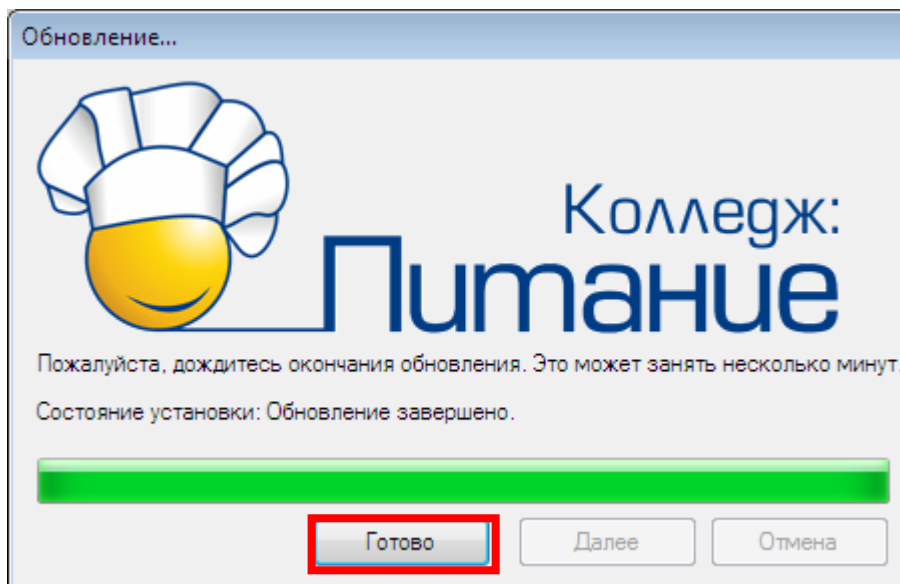 Обновление...
Колледж:
Питание
Пожалуйста, дождитесь окончания обновления. Это может занять несколько минут.
Состояние установки: Обновление завершено.
Готово
Далее
Отмена